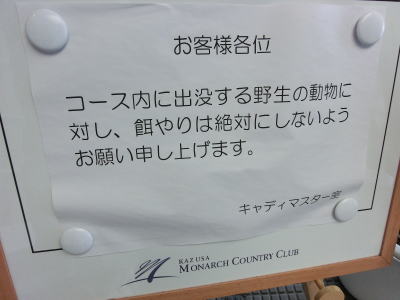 お客様各位
コース内に出没する野生の動物に
対し、餌やりは絶対にしないよう
お願い申し上げます。
キャディマスター室
KAZUSA
MONARCH COUNTRY CLUB